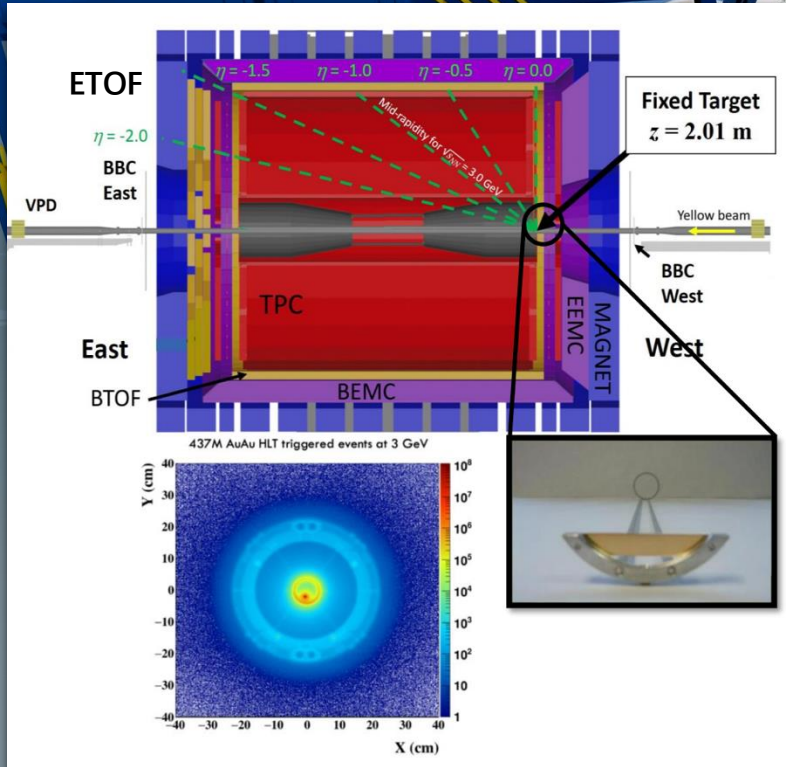 ETOF
η = -1.5
η = -1.0
η = -0.5
η = 0.0
η = -2.0
Mid-rapidity for √sNN = 3.0 GeV
Fixed Target
z = 2.01 m
BBC
East
VPD
Yellow beam
BBC
West
TPC
EEMC
MAGNET
East
West
BTOF
BEMC
437M AuAu HLT triggered events at 3 GeV
Y (cm)
40
30
20
10
0
−10
−20
−30
−40
−40 −30 −20 −10 0 10 20 30 40
X (cm)
10⁸
10⁷
10⁶
10⁵
10⁴
10³
10²
10
1